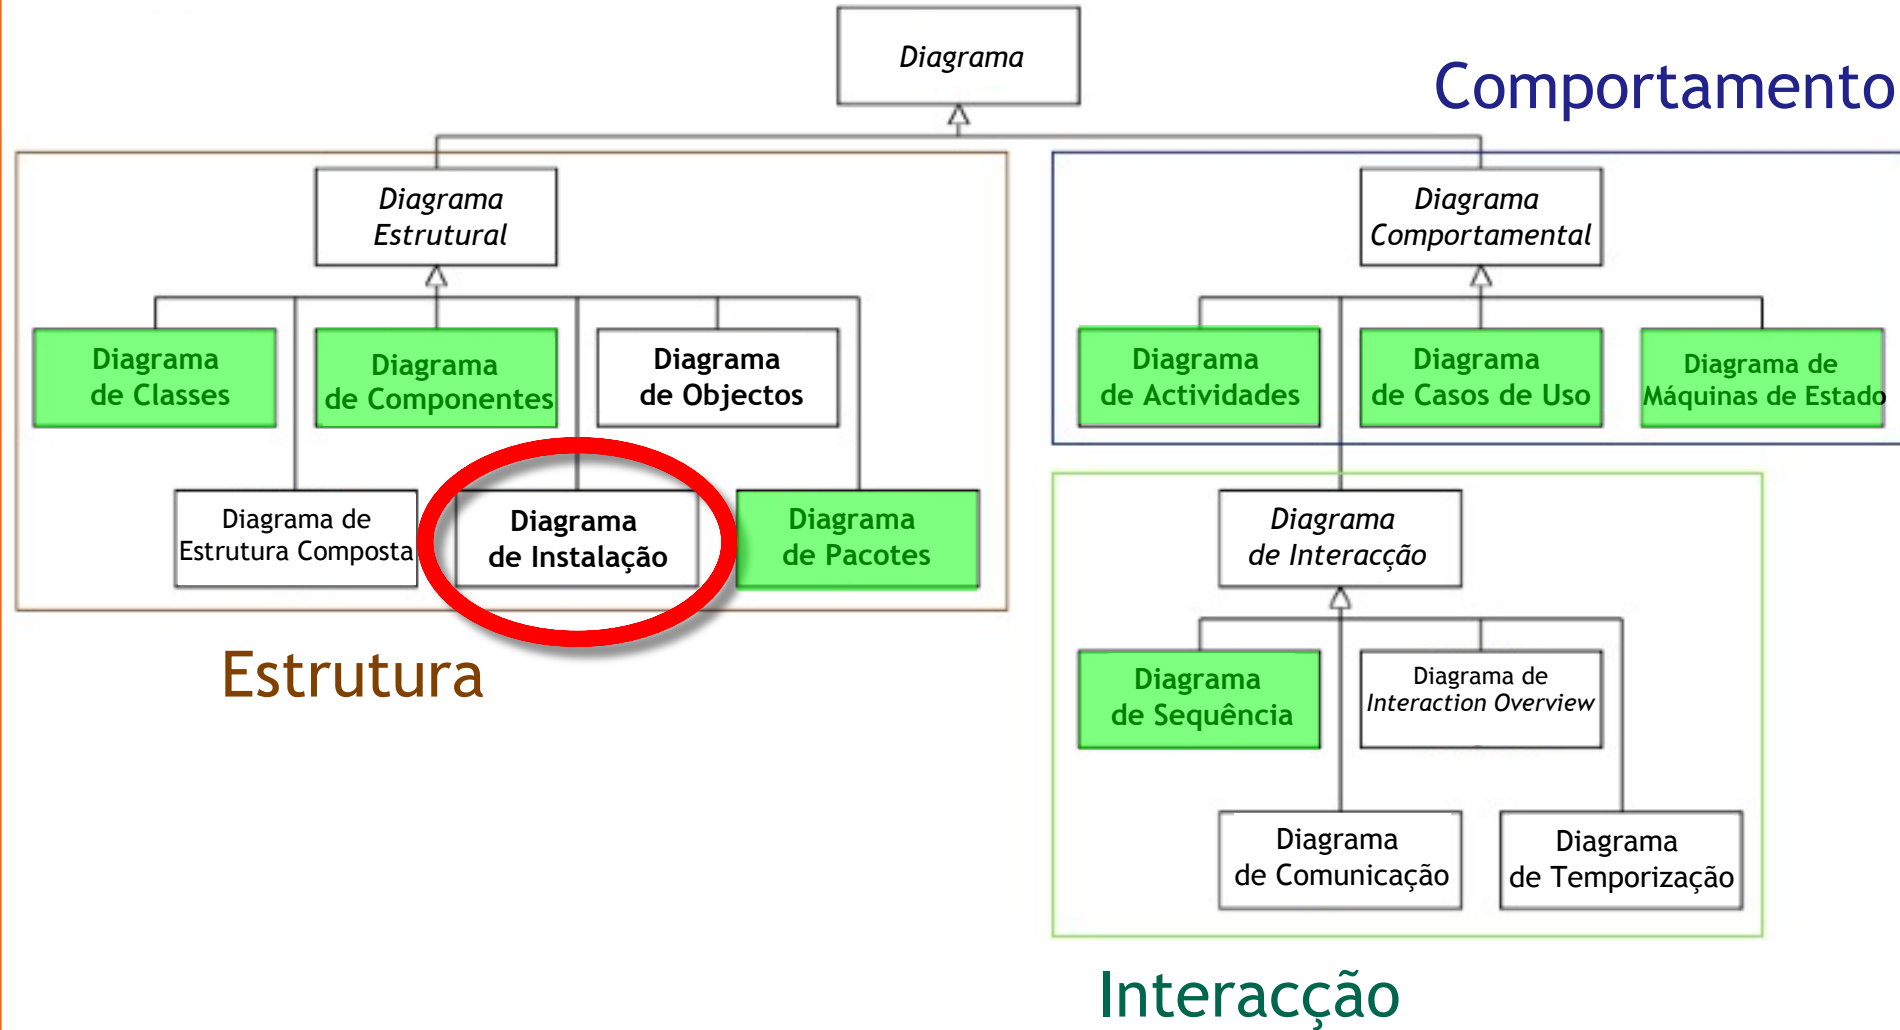 Diagrama
Comportamento
Diagrama
Estrutural
Diagrama
Comportamental
Diagrama
de Classes
Diagrama
de Componentes
Diagrama
de Objectos
Diagrama
de Actividades
Diagrama
de Casos de Uso
Diagrama de
Máquinas de Estado
Diagrama de
Estrutura Composta
Diagrama
de Instalação
Diagrama
de Pacotes
Diagrama
de Interacção
Estrutura
Diagrama
de Sequência
Diagrama de
Interaction Overview
Diagrama
de Comunicação
Diagrama
de Temporização
Interacção